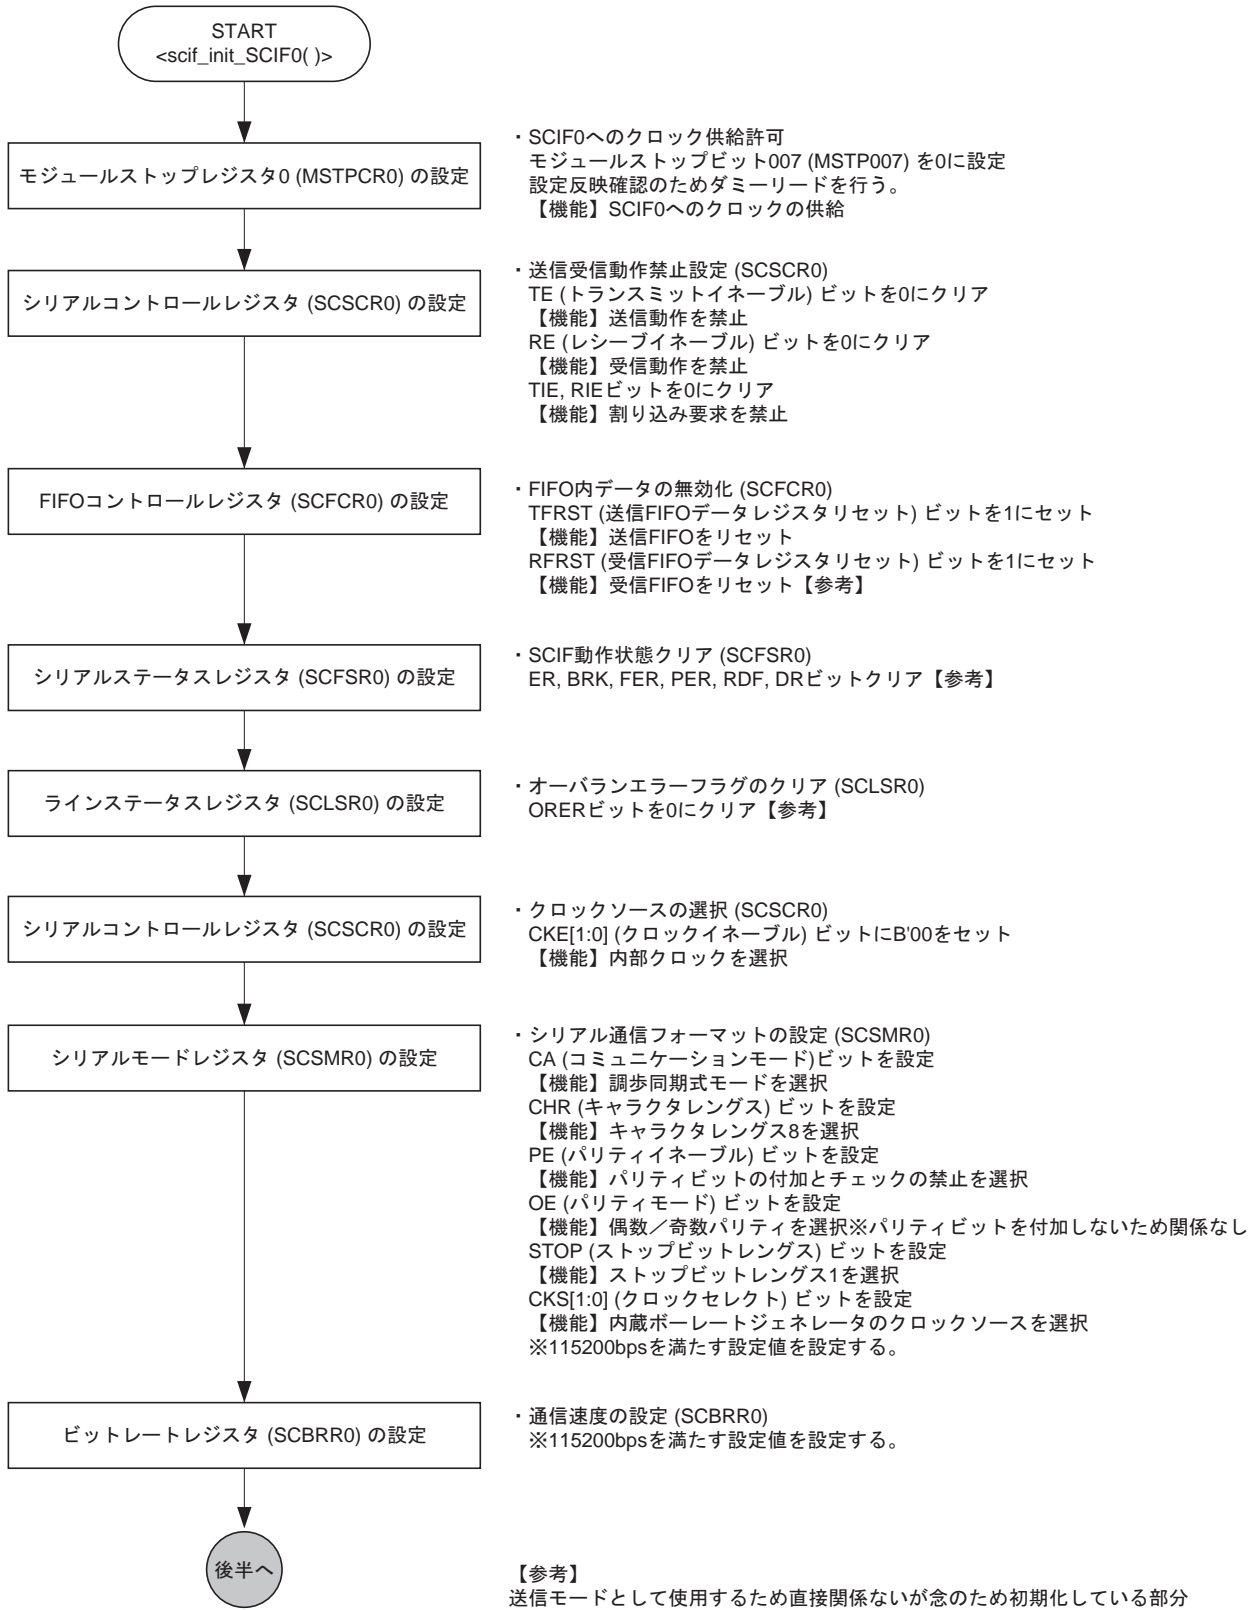 START
<scif_init_SCIF0( )>
モジュールストップレジスタ0 (MSTPCR0) の設定
・SCIF0へのクロック供給許可
モジュールストップビット007 (MSTP007) を0に設定
設定反映確認のためダミーリードを行う。
【機能】SCIF0へのクロックの供給
シリアルコントロールレジスタ (SCSCR0) の設定
・送信受信動作禁止設定 (SCSCR0)
TE (トランスミットイネーブル) ビットを0にクリア
【機能】送信動作を禁止
RE (レシーブイネーブル) ビットを0にクリア
【機能】受信動作を禁止
TIE, RIEビットを0にクリア
【機能】割り込み要求を禁止
FIFOコントロールレジスタ (SCFCR0) の設定
・FIFO内データの無効化 (SCFCR0)
TFRST (送信FIFOデータレジスタリセット) ビットを1にセット
【機能】送信FIFOをリセット
RFRST (受信FIFOデータレジスタリセット) ビットを1にセット
【機能】受信FIFOをリセット【参考】
シリアルステータスレジスタ (SCFSR0) の設定
・SCIF動作状態クリア (SCFSR0)
ER, BRK, FER, PER, RDF, DRビットクリア【参考】
ラインステータスレジスタ (SCLSR0) の設定
・オーバランエラーフラグのクリア (SCLSR0)
ORERビットを0にクリア【参考】
シリアルコントロールレジスタ (SCSCR0) の設定
・クロックソースの選択 (SCSCR0)
CKE[1:0] (クロックイネーブル) ビットにB'00をセット
【機能】内部クロックを選択
シリアルモードレジスタ (SCSMR0) の設定
・シリアル通信フォーマットの設定 (SCSMR0)
CA (コミュニケーションモード)ビットを設定
【機能】調歩同期式モードを選択
CHR (キャラクタレングス) ビットを設定
【機能】キャラクタレングス8を選択
PE (パリティイネーブル) ビットを設定
【機能】パリティビットの付加とチェックの禁止を選択
OE (パリティモード) ビットを設定
【機能】偶数／奇数パリティを選択※パリティビットを付加しないため関係なし
STOP (ストップビットレングス) ビットを設定
【機能】ストップビットレングス1を選択
CKS[1:0] (クロックセレクト) ビットを設定
【機能】内蔵ボーレートジェネレータのクロックソースを選択
※115200bpsを満たす設定値を設定する。
ビットレートレジスタ (SCBRR0) の設定
・通信速度の設定 (SCBRR0)
※115200bpsを満たす設定値を設定する。
後半へ
【参考】
送信モードとして使用するため直接関係ないが念のため初期化している部分